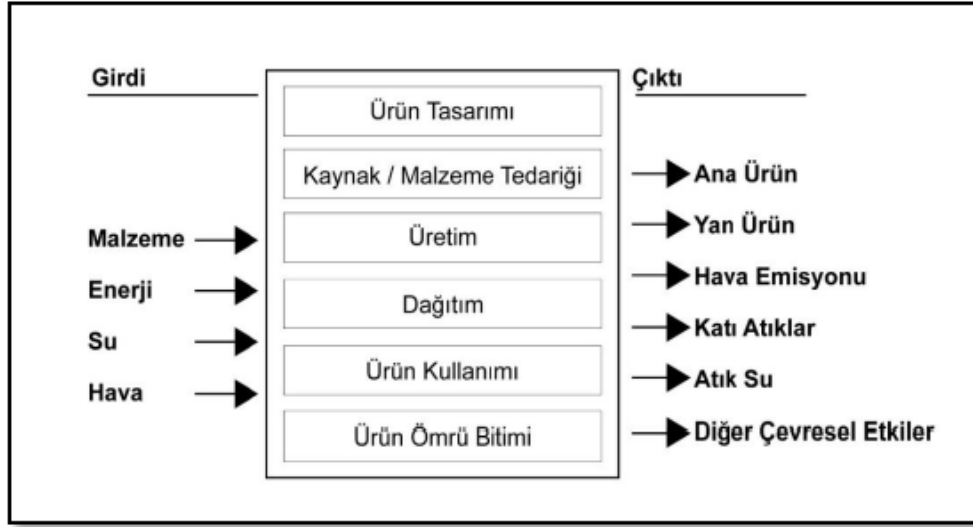 Girdi
Malzeme
Enerji
Su
Hava
Ürün Tasarımı
Kaynak / Malzeme Tedariği
Üretim
Dağıtım
Ürün Kullanımı
Ürün Ömrü Bitimi
Çıktı
Ana Ürün
Yan Ürün
Hava Emisyonu
Katı Atıklar
Atık Su
Diğer Çevresel Etkiler